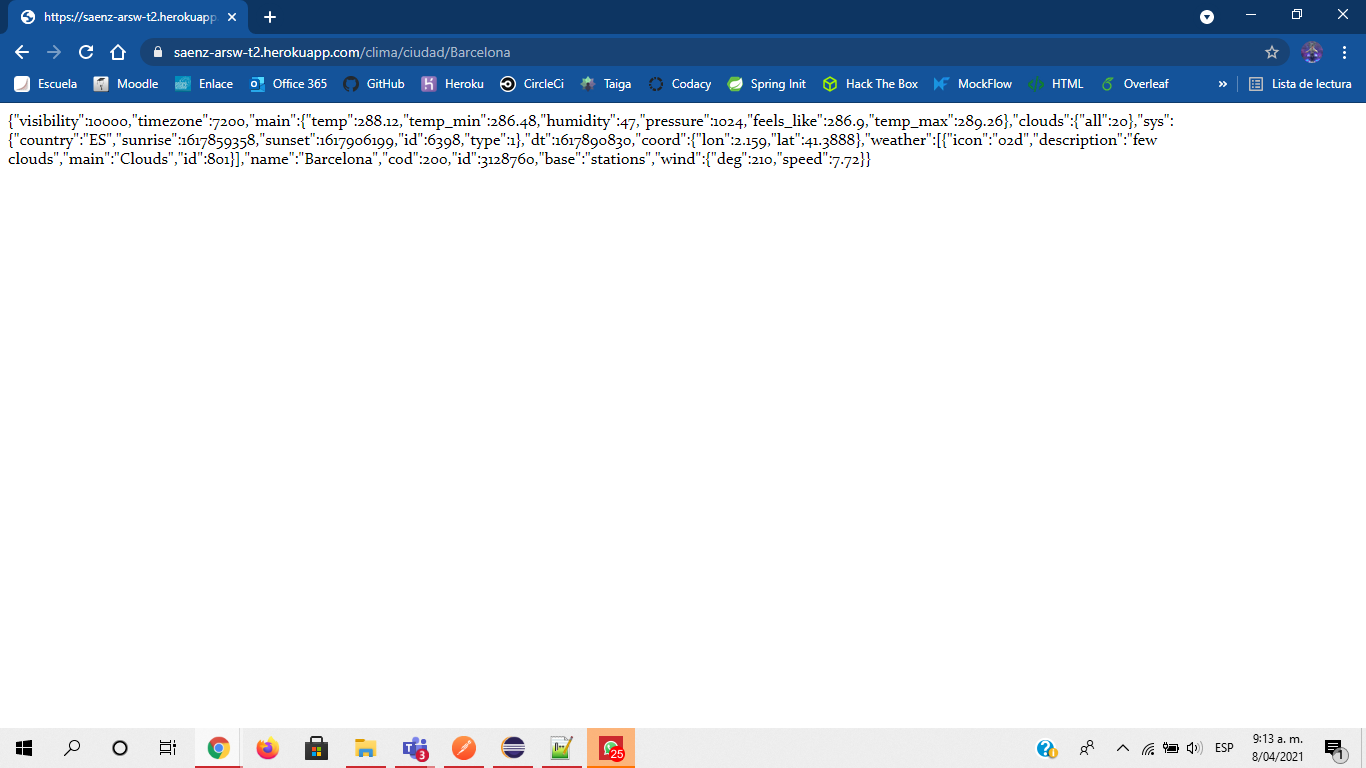 https://saenz-arsw-t2.herokuapp
saenz-arsw-t2.herokuapp.com/clima/ciudad/Barcelona
Escuela Moodle Enlace Office 365 GitHub Heroku CircleCi Taiga Codacy Spring Init Hack The Box MockFlow HTML Overleaf » Lista de lectura
{"visibility":10000,"timezone":7200,"main":{"temp":288.12,"temp_min":286.48,"humidity":47,"pressure":1024,"feels_like":286.9,"temp_max":289.26},"clouds":{"all":20},"sys":
{"country":"ES","sunrise":1617859358,"sunset":1617906199,"id":6398,"type":1},"dt":1617890830,"coord":{"lon":2.159,"lat":41.3888},"weather":[{"icon":"02d","description":"few
clouds","main":"Clouds","id":801}],"name":"Barcelona","cod":200,"id":3128760,"base":"stations","wind":{"deg":210,"speed":7.72}}
3
25
ESP
9:13 a. m.
8/04/2021
1